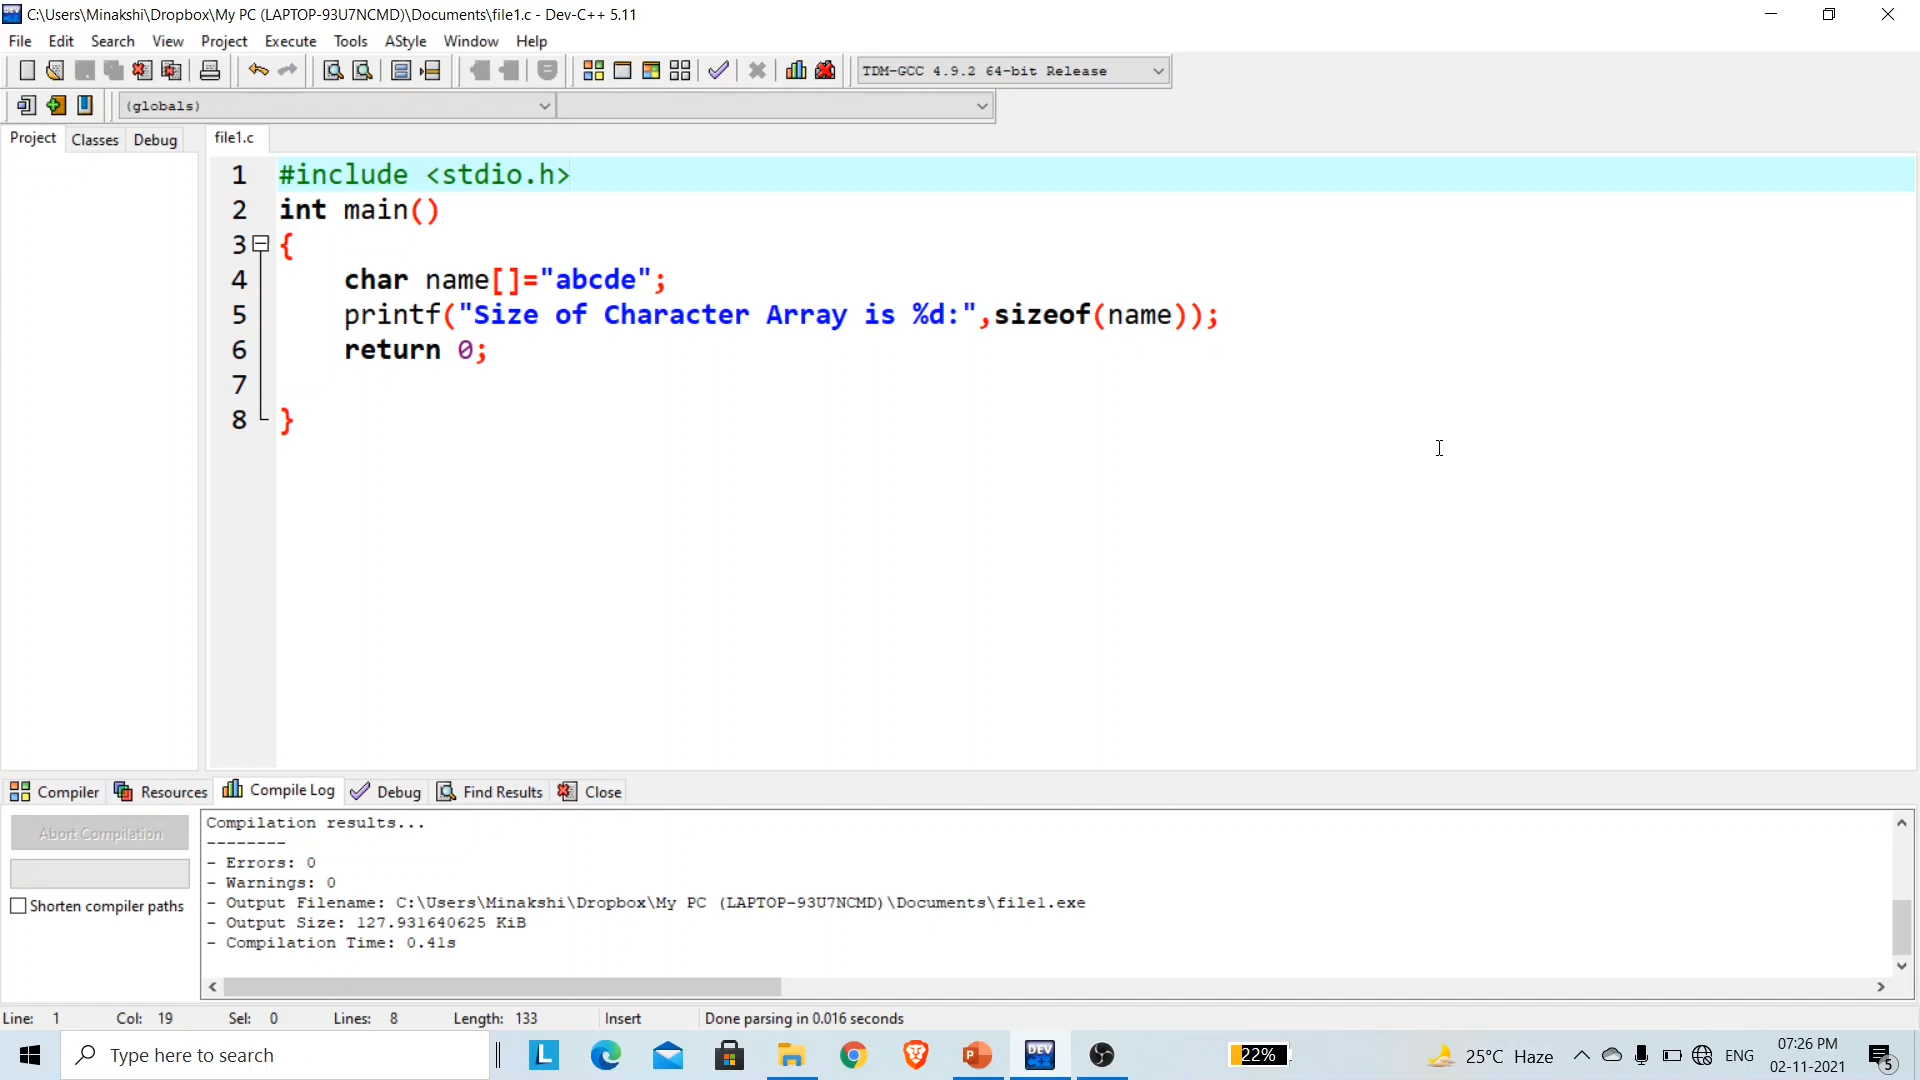 C:\Users\Minakshi\Dropbox\My PC (LAPTOP-93U7NCMD)\Documents\file1.c - Dev-C++ 5.11
File Edit Search View Project Execute Tools AStyle Window Help
TDM-GCC 4.9.2 64-bit Release
(globals)
Project Classes Debug file1.c
1 #include <stdio.h>
2 int main()
3 {
4 char name[]="abcde";
5 printf("Size of Character Array is %d:",sizeof(name));
6 return 0;
7
8 }
Compiler Resources Compile Log Debug Find Results Close
Abort Compilation
Shorten compiler paths
Compilation results...
--------
- Errors: 0
- Warnings: 0
- Output Filename: C:\Users\Minakshi\Dropbox\My PC (LAPTOP-93U7NCMD)\Documents\file1.exe
- Output Size: 127.931640625 KiB
- Compilation Time: 0.41s
Line: 1 Col: 19 Sel: 0 Lines: 8 Length: 133 Insert Done parsing in 0.016 seconds
Type here to search
L
P
DEV
22%
25°C Haze
ENG
07:26 PM
02-11-2021
5